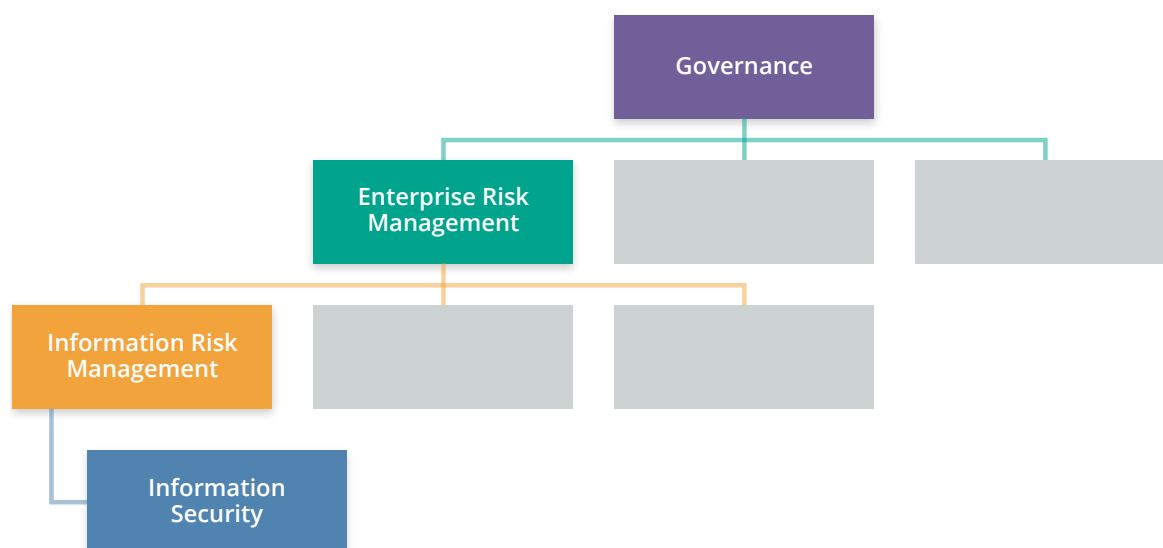 Governance
Enterprise Risk
Management
Information Risk
Management
Information
Security